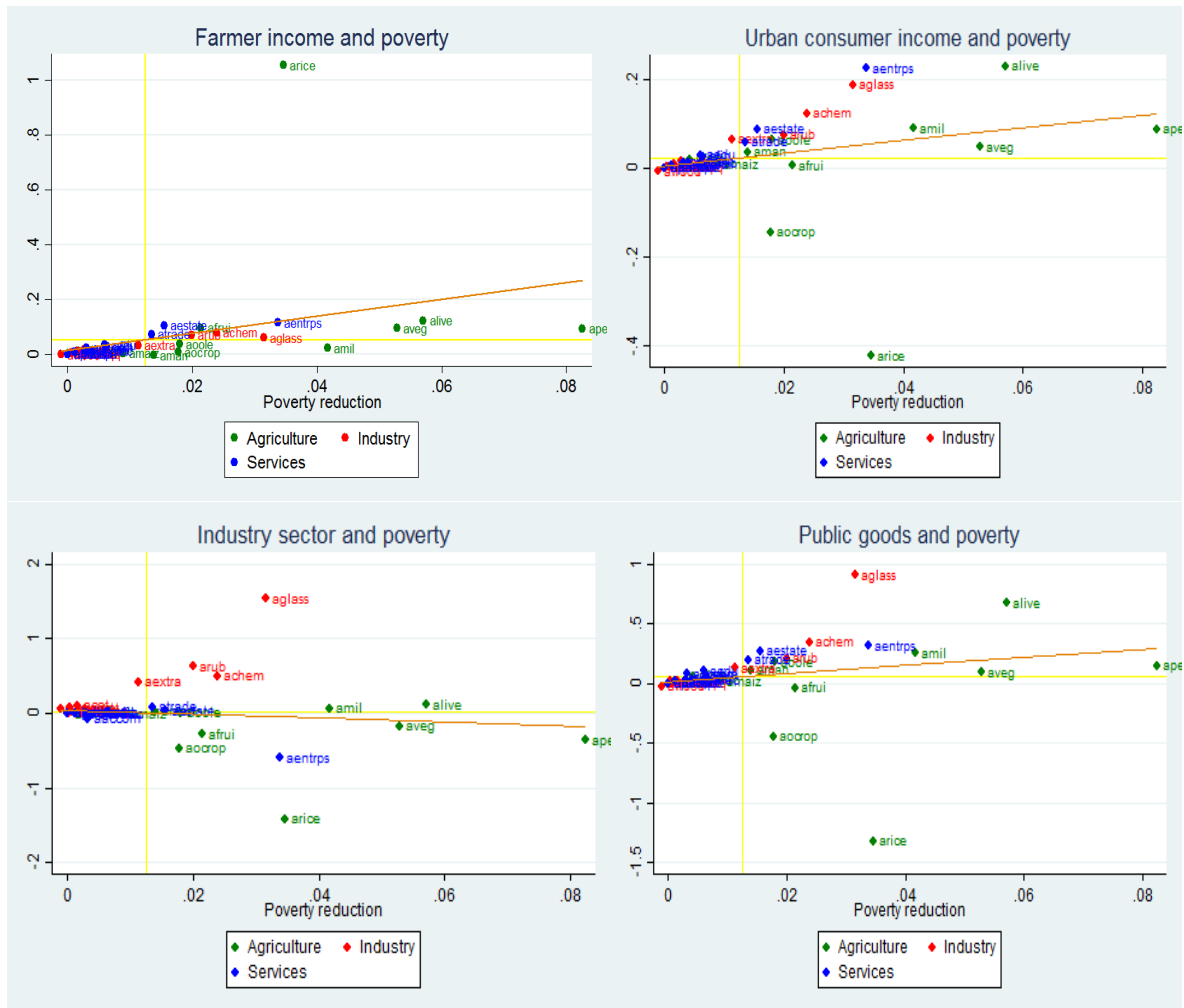 Farmer income and poverty
1
.8
.6
.4
.2
0
arice
aestate
atrade
afrui
arub
achem
aentrps
aglass
aextra
aoole
aocrop
aman
amil
aveg
alive
ape
0 .02 .04 .06 .08
Poverty reduction
Agriculture Industry
Services
Urban consumer income and poverty
.2
0
-.2
-.4
aentrps
alive
aglass
achem
aestate
arub
atrade
aoole
aextra
aman
amil
ape
aveg
afrui
amaiz
aocrop
arice
0 .02 .04 .06 .08
Poverty reduction
Agriculture Industry
Services
Industry sector and poverty
2
1
0
-1
-2
aglass
arub
achem
aextra
atrade
amil
alive
aveg
ape
afrui
aocrop
aentrps
arice
0 .02 .04 .06 .08
Poverty reduction
Agriculture Industry
Services
Public goods and poverty
1
.5
0
-.5
-1
-1.5
aglass
alive
achem
aentrps
aestate
amil
atrade
arub
aoole
aextra
aman
ape
aveg
amaiz
afrui
aocrop
arice
0 .02 .04 .06 .08
Poverty reduction
Agriculture Industry
Services